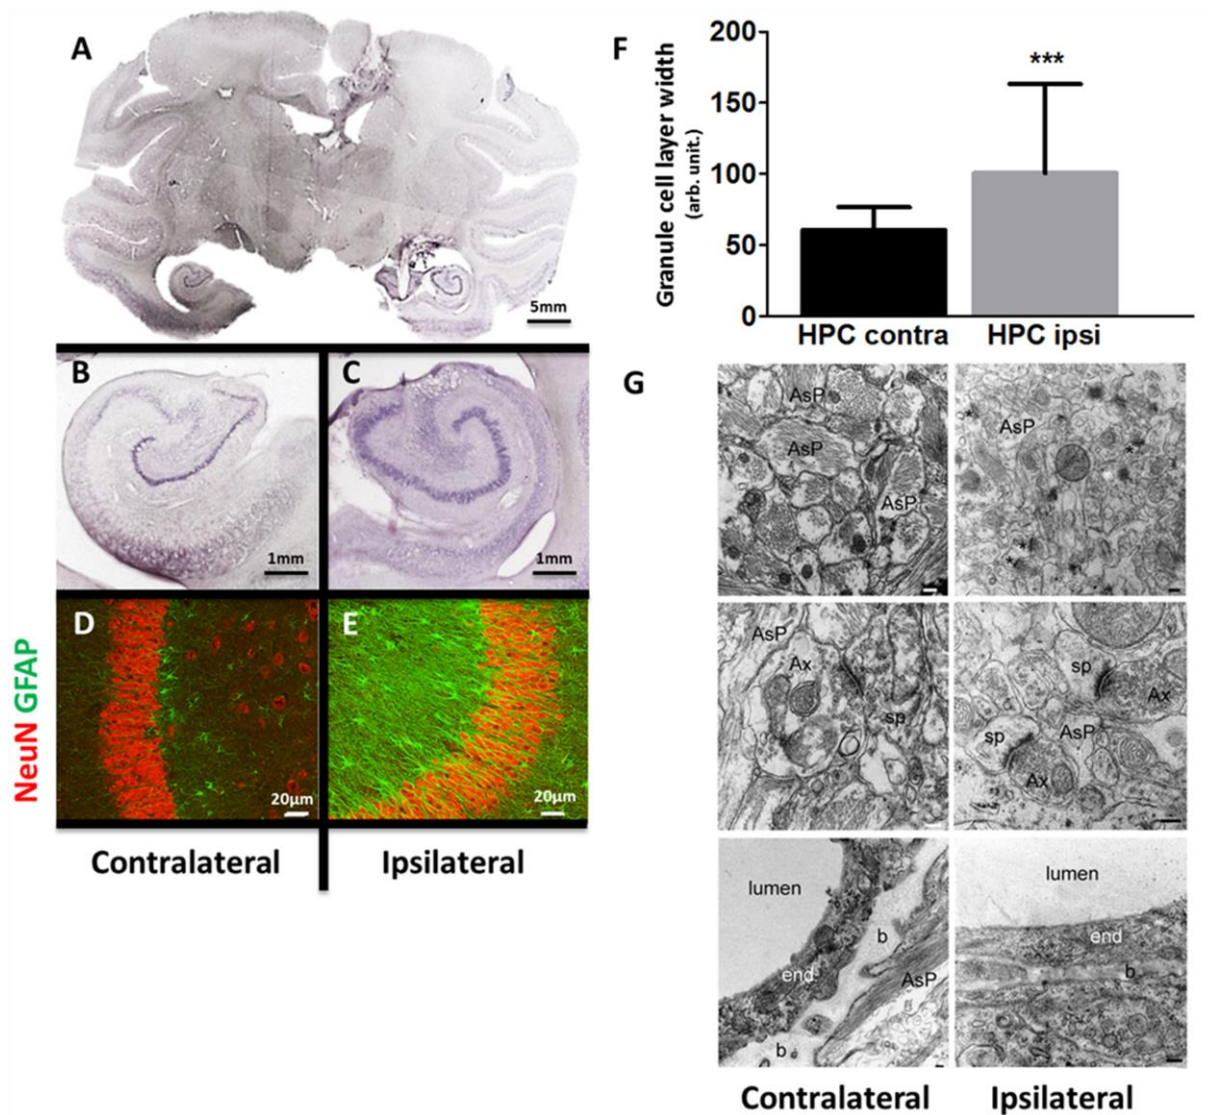 A
5mm
B
1mm
C
1mm
NeuN GFAP
D
20µm
E
20µm
Contralateral
Ipsilateral
F
Granule cell layer width
(arb. unit.)
200
150
100
50
0
***
HPC contra
HPC ipsi
G
AsP
AsP
AsP
*
AsP
*
*
AsP
Ax
sp
sp
Ax
sp
AsP
Ax
lumen
b
end
AsP
b
lumen
end
b
Contralateral
Ipsilateral